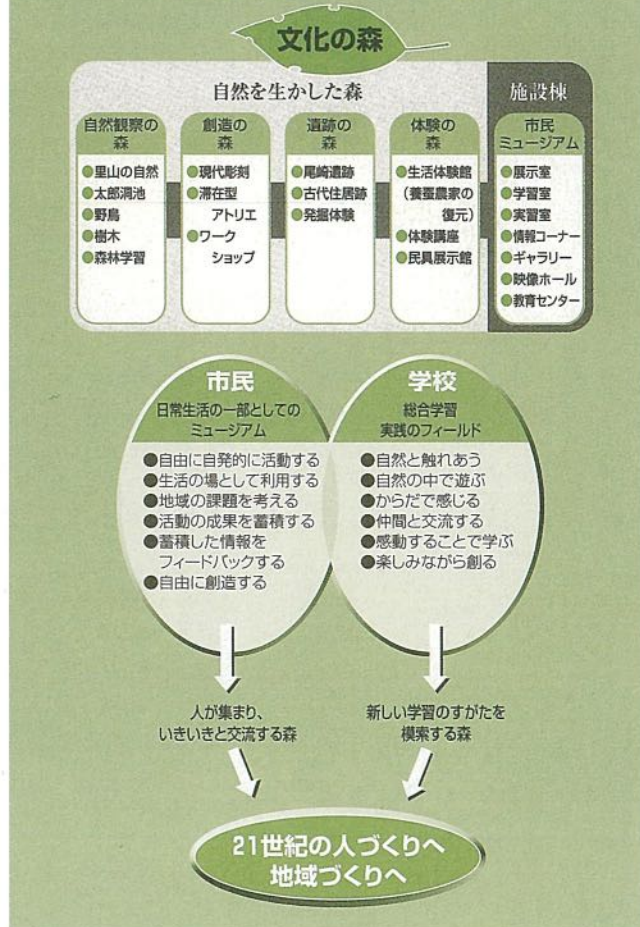 文化の森
自然を生かした森
施設棟
自然観察の
森
●里山の自然
●太郎洞池
●野鳥
●樹木
●森林学習
創造の
森
●現代彫刻
●滞在型
アトリエ
●ワーク
ショップ
遺跡の
森
●尾崎遺跡
●古代住居跡
●発掘体験
体験の
森
●生活体験館
(養蚕農家の
復元)
●体験講座
●民具展示館
市民
ミュージアム
●展示室
●学習室
●実習室
●情報コーナー
●ギャラリー
●映像ホール
●教育センター
市民
日常生活の一部としての
ミュージアム
●自由に自発的に活動する
●生活の場として利用する
●地域の課題を考える
●活動の成果を蓄積する
●蓄積した情報を
フィードバックする
●自由に創造する
学校
総合学習
実践のフィールド
●自然と触れあう
●自然の中で遊ぶ
●からだで感じる
●仲間と交流する
●感動することで学ぶ
●楽しみながら創る
人が集まり、
いきいきと交流する森
新しい学習のすがたを
模索する森
21世紀の人づくりへ
地域づくりへ